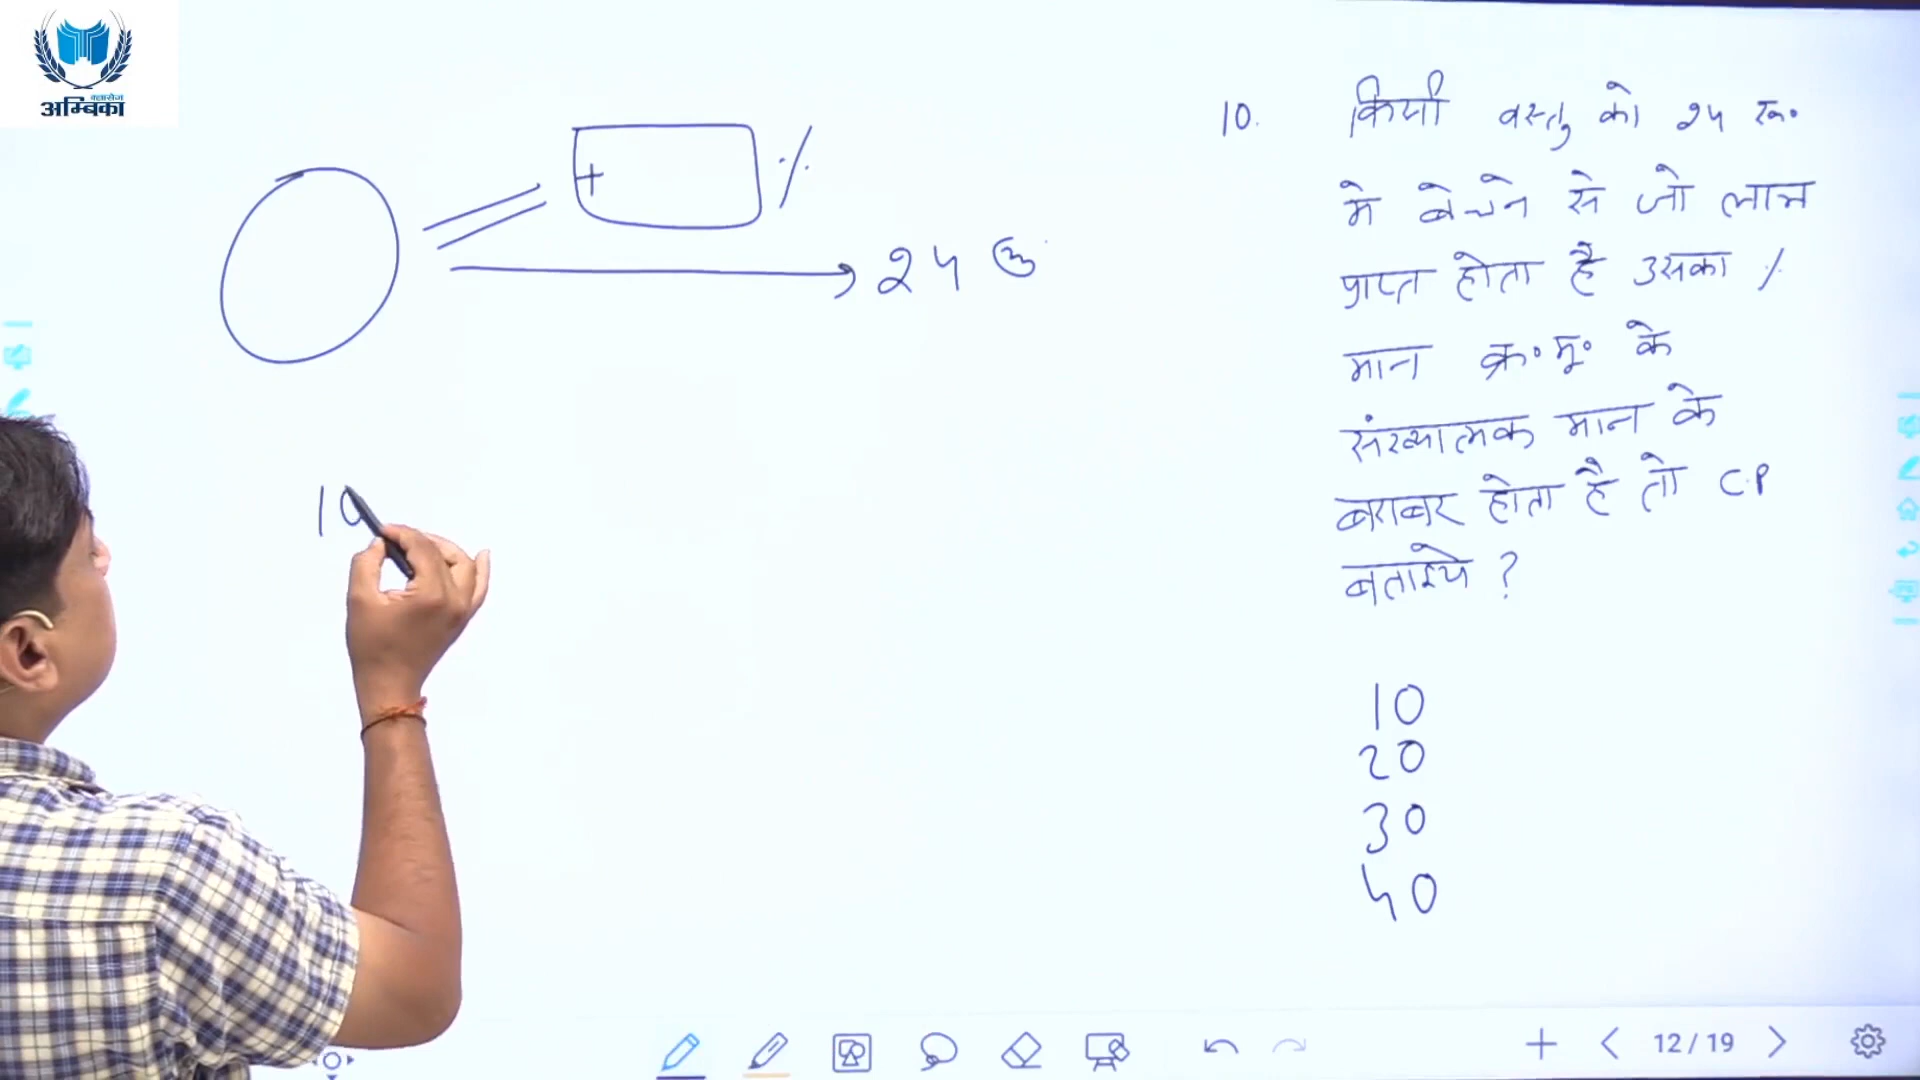 क्लासेज
अम्बिका
+ %
24 रु
10
10. किसी वस्तु को 24 रू०
मे बेचने से जो लाभ
प्राप्त होता है उसका %
मान क्र०मू० के
संख्यात्मक मान के
बराबर होता है तो C.P
बताइये ?
10
20
30
40
12/19